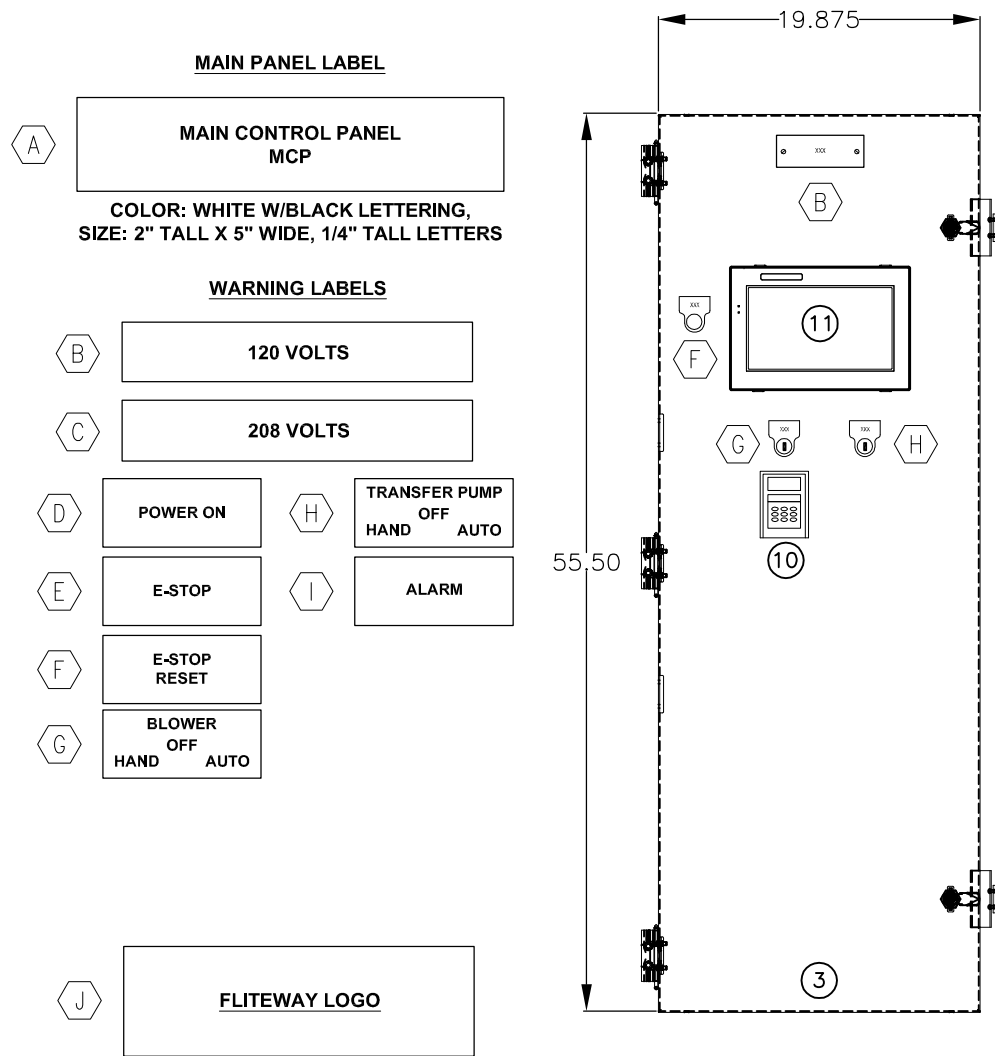 MAIN PANEL LABEL
A
MAIN CONTROL PANEL
MCP
COLOR: WHITE W/BLACK LETTERING,
SIZE: 2" TALL X 5" WIDE, 1/4" TALL LETTERS
WARNING LABELS
B
120 VOLTS
C
208 VOLTS
D
POWER ON
E
E-STOP
F
E-STOP
RESET
G
BLOWER
OFF
HAND AUTO
H
TRANSFER PUMP
OFF
HAND AUTO
I
ALARM
J
FLITEWAY LOGO
19.875
55.50
XXX
B
XXX
F
11
G
XXX
XXX
H
10
3